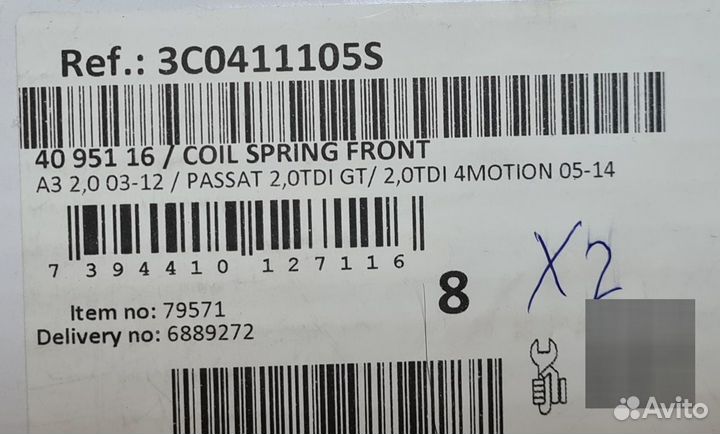 Ref.: 3C0411105S
40 951 16 / COIL SPRING FRONT
A3 2,0 03-12 / PASSAT 2,0TDI GT/ 2,0TDI 4MOTION 05-14
7 394410 127116
8
X2
Item no: 79571
Delivery no: 6889272
Avito